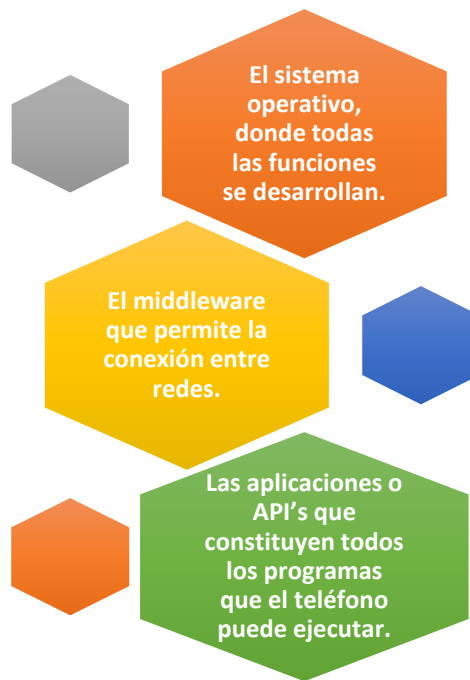 El sistema
operativo,
donde todas
las funciones
se desarrollan.
El middleware
que permite la
conexión entre
redes.
Las aplicaciones o
API’s que
constituyen todos
los programas
que el teléfono
puede ejecutar.